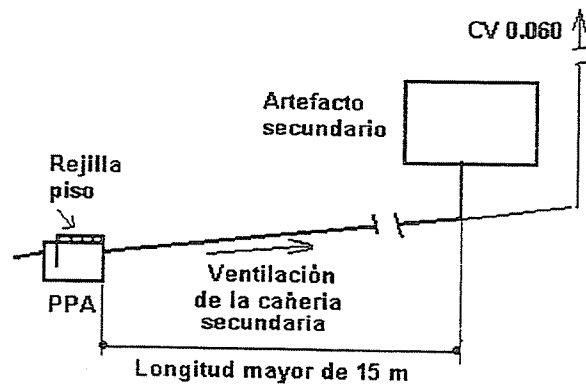 CV 0.060
Artefacto
secundario
Rejilla
piso
PPA
Ventilación
de la cañeria
secundaria
Longitud mayor de 15 m